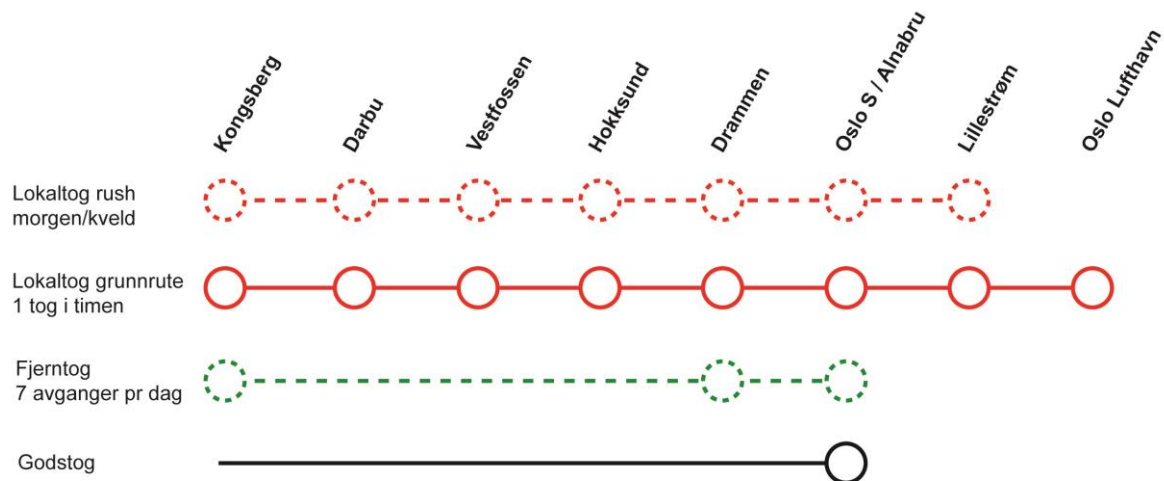 Kongsberg
Darbu
Vestfossen
Hokksund
Drammen
Oslo S / Alnabru
Lillestrøm
Oslo Lufthavn
Lokaltog rush
morgen/kveld
Lokaltog grunnrute
1 tog i timen
Fjerntog
7 avganger pr dag
Godstog